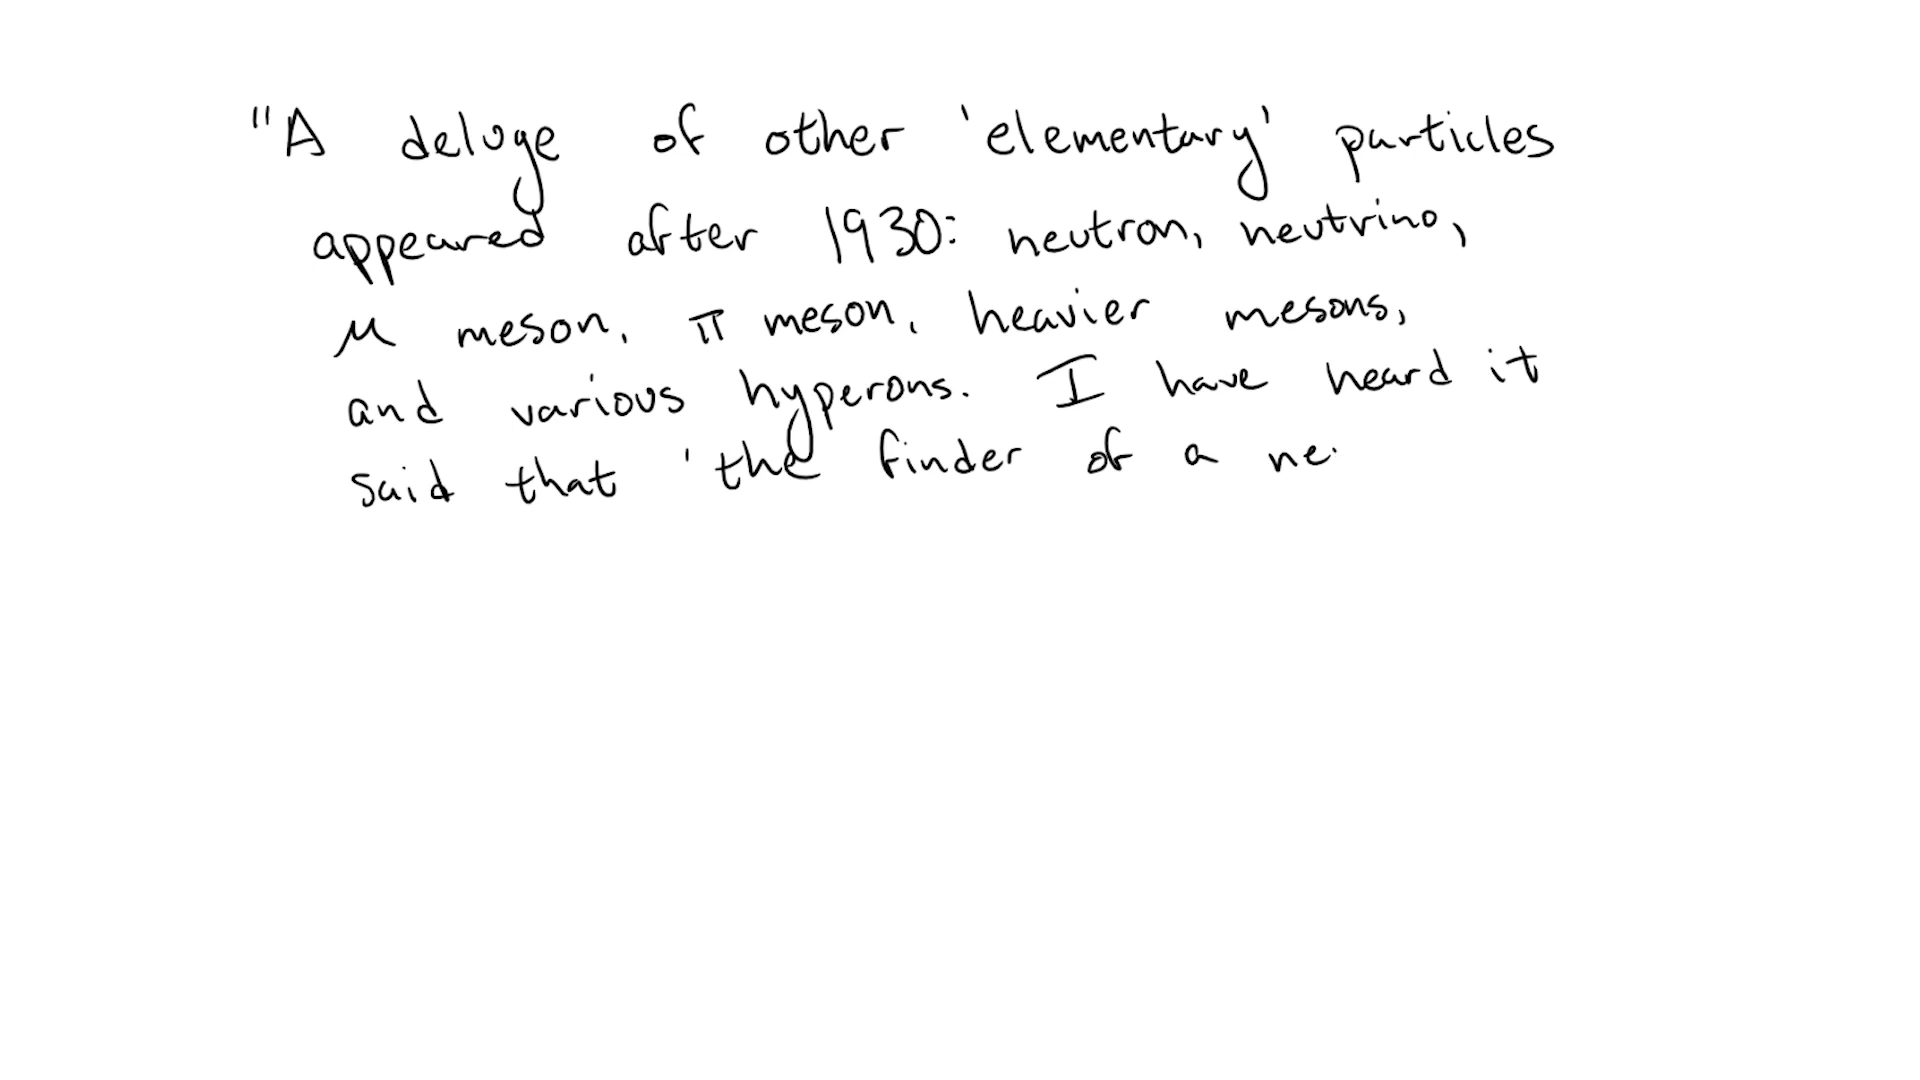 "A deluge of other 'elementary' particles
appeared after 1930: neutron, neutrino,
μ meson, π meson, heavier mesons,
and various hyperons. I have heard it
said that 'the finder of a ne